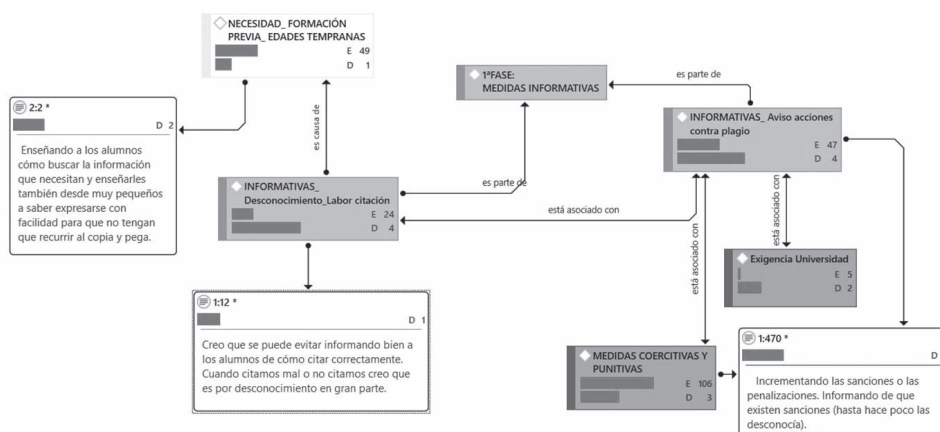 NECESIDAD_ FORMACIÓN
PREVIA_ EDADES TEMPRANAS
E 49
D 1
2:2 *
D 2
Enseñando a los alumnos
cómo buscar la información
que necesitan y enseñarles
también desde muy pequeños
a saber expresarse con
facilidad para que no tengan
que recurrir al copia y pega.
es causa de
1ªFASE:
MEDIDAS INFORMATIVAS
es parte de
INFORMATIVAS_ Aviso acciones
contra plagio
E 47
D 4
INFORMATIVAS_
Desconocimiento_Labor citación
E 24
D 4
es parte de
está asociado con
está asociado con
está asociado con
Exigencia Universidad
E 5
D 2
1:12 *
D 1
Creo que se puede evitar informando bien a
los alumnos de cómo citar correctamente.
Cuando citamos mal o no citamos creo que
es por desconocimiento en gran parte.
MEDIDAS COERCITIVAS Y
PUNITIVAS
E 106
D 3
1:470 *
D
Incrementando las sanciones o las
penalizaciones. Informando de que
existen sanciones (hasta hace poco las
desconocía).